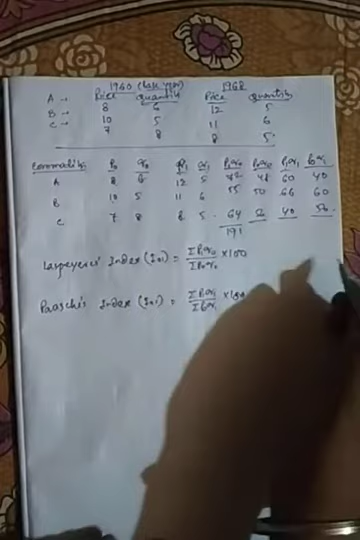 1960 (base year) 1968
Price Quantity Price Quantity
A → 8 6 12 5
B → 10 5 11 6
C → 7 8 8 5
Commodity P₀ q₀ P₁ q₁ P₁q₀ P₀q₀ P₁q₁ P₀q₁
A 8 6 12 5 72 48 60 40
B 10 5 11 6 55 50 66 60
C 7 8 8 5 64 56 40
191
Index (I₀₁) = ΣP₁q₀ / ΣP₀q₀ × 100
Index (I₀₁) = ΣP₁q₁ / ΣP₀q₁ × 100